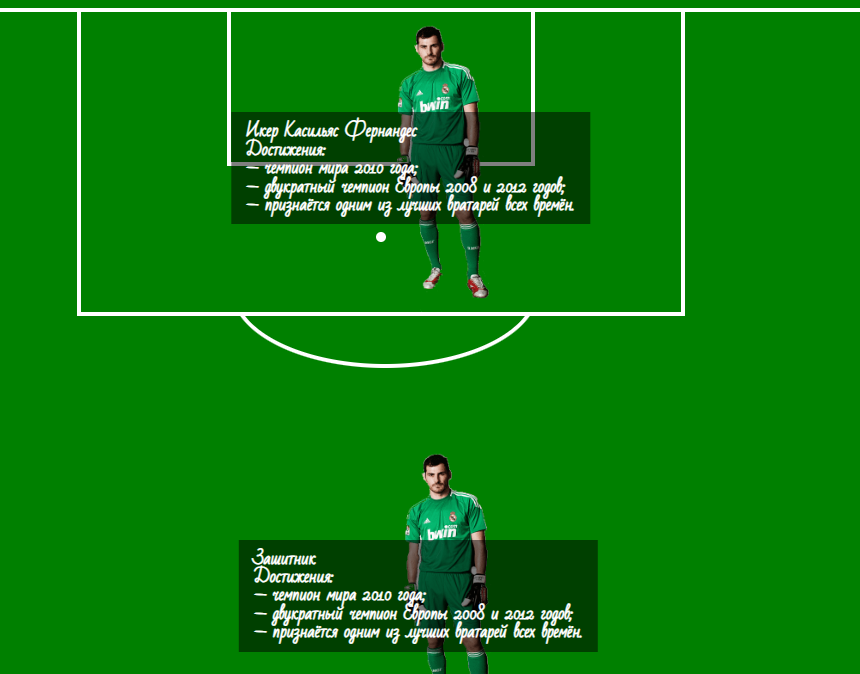 bwin
Икер Касильяс Фернандес
Достижения:
— чемпион мира 2010 года;
— двукратный чемпион Европы 2008 и 2012 годов;
— признаётся одним из лучших вратарей всех времён.
bwin
Зашитник
Достижения:
— чемпион мира 2010 года;
— двукратный чемпион Европы 2008 и 2012 годов;
— признаётся одним из лучших вратарей всех времён.